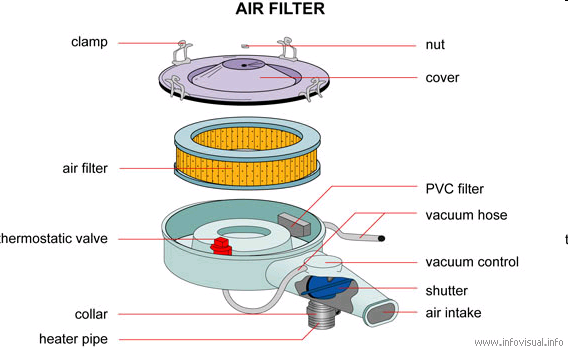 AIR FILTER
clamp
nut
cover
air filter
PVC filter
vacuum hose
thermostatic valve
vacuum control
shutter
air intake
collar
heater pipe
© www.infovisual.info